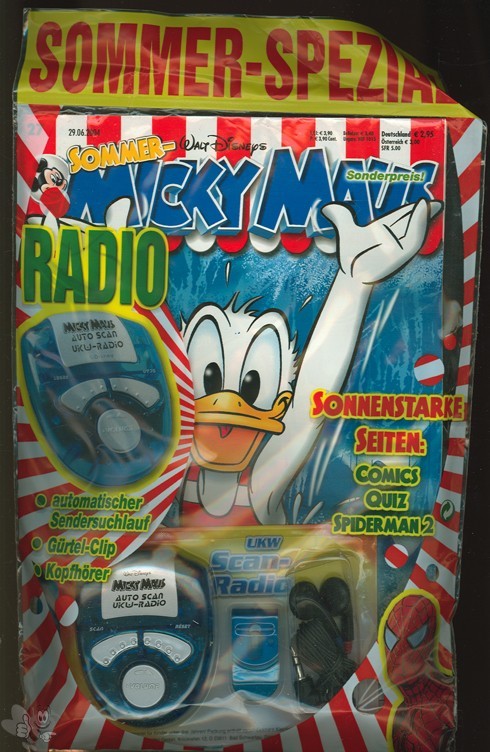 SOMMER-SPEZIA
27
29.06.2004
Deutschland € 2,95
SOMMER-
WALT DISNEYS
Sonderpreis!
MICKY MAUS
RADIO
MICKY MAUS
AUTO SCAN
UKW-RADIO
SONNENSTARKE
SEITEN:
COMICS
QUIZ
SPIDERMAN 2
automatischer
Sendersuchlauf
Gürtel-Clip
Kopfhörer
UKW
Scan-
Radio
MICKY MAUS
AUTO SCAN
UKW-RADIO
SCAN
RESET